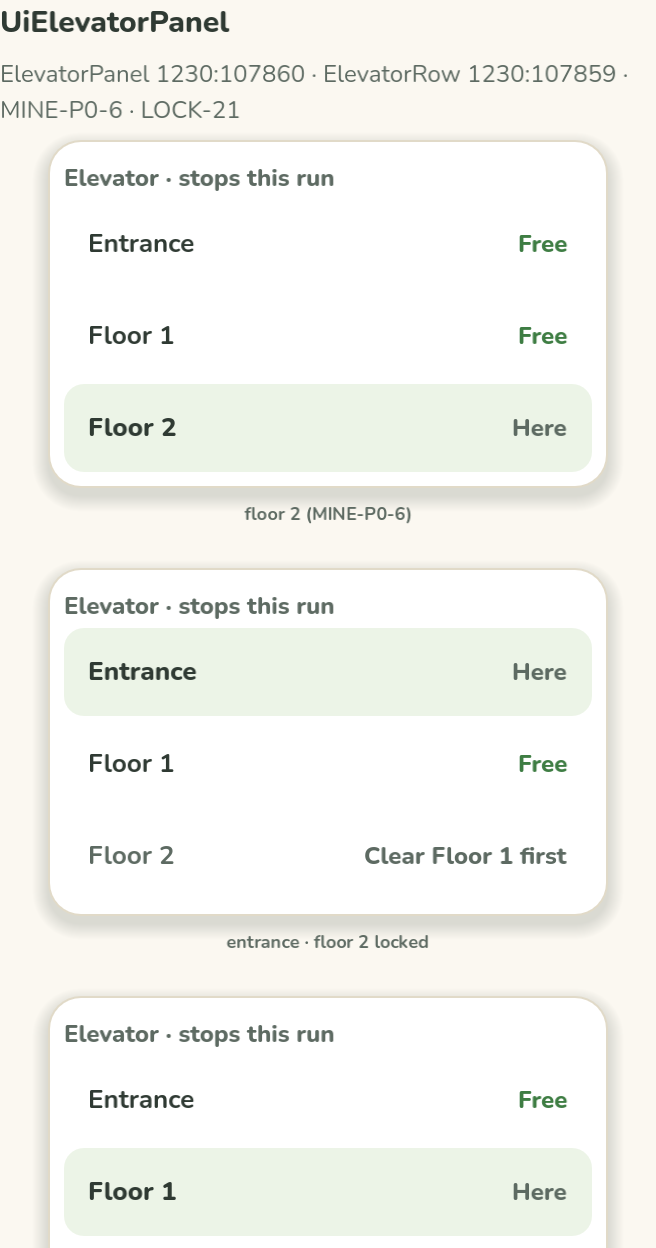 UiElevatorPanel
ElevatorPanel 1230:107860 · ElevatorRow 1230:107859 ·
MINE-P0-6 · LOCK-21
Elevator · stops this run
Entrance Free
Floor 1 Free
Floor 2 Here
floor 2 (MINE-P0-6)
Elevator · stops this run
Entrance Here
Floor 1 Free
Floor 2 Clear Floor 1 first
entrance · floor 2 locked
Elevator · stops this run
Entrance Free
Floor 1 Here